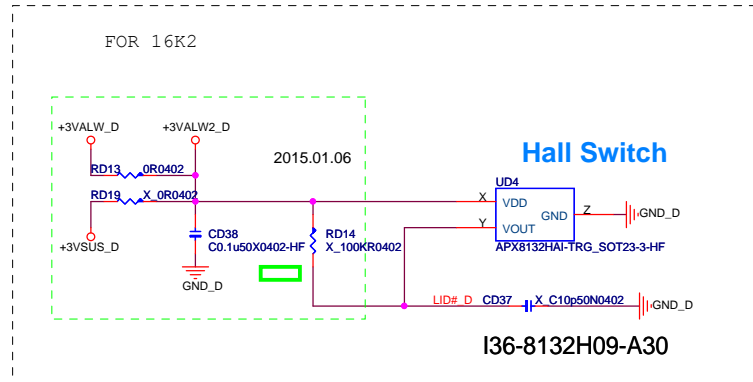 FOR 16K2
+3VALW_D
+3VALW2_D
2015.01.06
Hall Switch
RD13
0R0402
RD19
X_0R0402
UD4
X
VDD
GND
Z
GND_D
Y
VOUT
APX8132HAI-TRG_SOT23-3-HF
+3VSUS_D
CD38
C0.1u50X0402-HF
RD14
X_100KR0402
GND_D
LID#_D
CD37
X_C10p50N0402
GND_D
I36-8132H09-A30